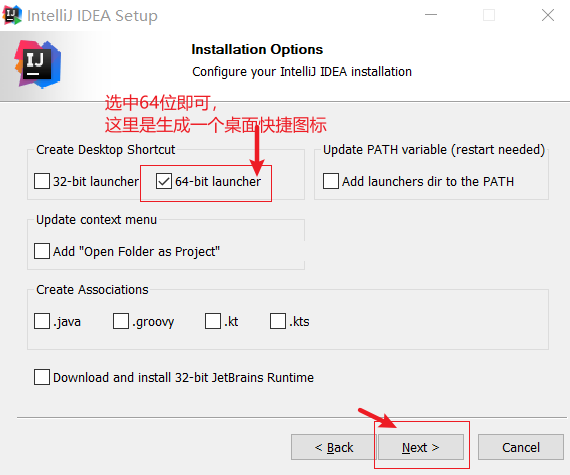 IntelliJ IDEA Setup
IJ
Installation Options
Configure your IntelliJ IDEA installation
选中64位即可，
这里是生成一个桌面快捷图标
Create Desktop Shortcut
32-bit launcher
64-bit launcher
Update PATH variable (restart needed)
Add launchers dir to the PATH
Update context menu
Add "Open Folder as Project"
Create Associations
.java
.groovy
.kt
.kts
Download and install 32-bit JetBrains Runtime
< Back
Next >
Cancel